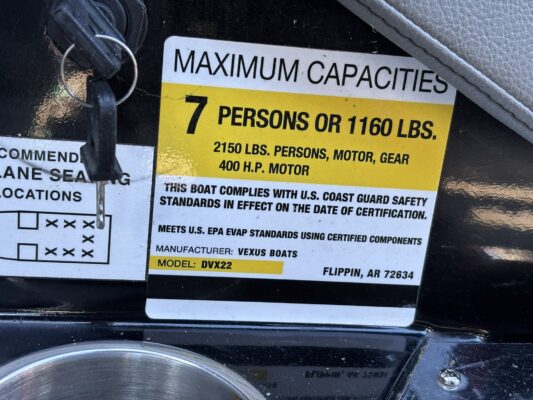 MAXIMUM CAPACITIES
7 PERSONS OR 1160 LBS.
2150 LBS. PERSONS, MOTOR, GEAR
400 H.P. MOTOR
THIS BOAT COMPLIES WITH U.S. COAST GUARD SAFETY
STANDARDS IN EFFECT ON THE DATE OF CERTIFICATION.
MEETS U.S. EPA EVAP STANDARDS USING CERTIFIED COMPONENTS
MANUFACTURER: VEXUS BOATS
MODEL: DVX22 FLIPPIN, AR 72634
COMMENDE
LANE SEATING
LOCATIONS
X X X
X
X X X